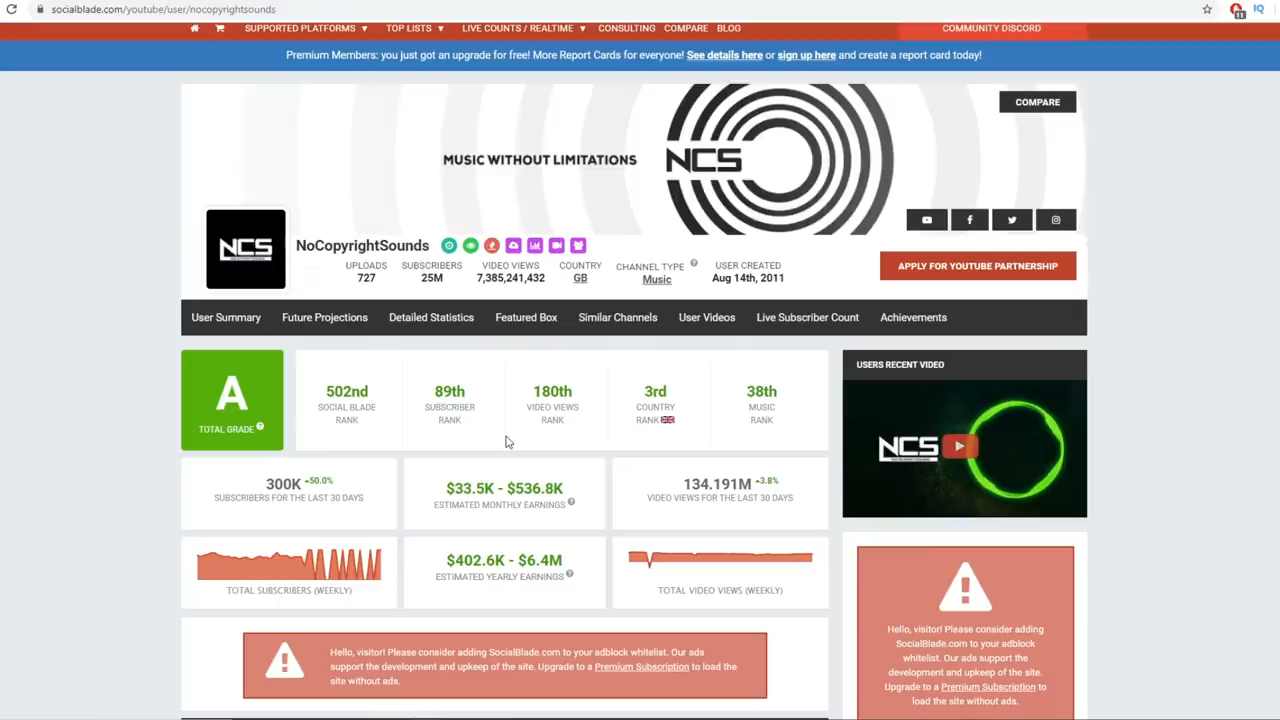 socialblade.com/youtube/user/nocopyrightsounds
11
IQ
SUPPORTED PLATFORMS TOP LISTS LIVE COUNTS / REALTIME CONSULTING COMPARE BLOG COMMUNITY DISCORD
Premium Members: you just got an upgrade for free! More Report Cards for everyone! See details here or sign up here and create a report card today!
COMPARE
MUSIC WITHOUT LIMITATIONS
NCS
NCS
NoCopyrightSounds
UPLOADS SUBSCRIBERS VIDEO VIEWS COUNTRY CHANNEL TYPE ? USER CREATED
727 25M 7,385,241,432 GB Music Aug 14th, 2011
APPLY FOR YOUTUBE PARTNERSHIP
User Summary Future Projections Detailed Statistics Featured Box Similar Channels User Videos Live Subscriber Count Achievements
A
TOTAL GRADE ?
502nd 89th 180th 3rd 38th
SOCIAL BLADE SUBSCRIBER VIDEO VIEWS COUNTRY MUSIC
RANK RANK RANK RANK RANK
USERS RECENT VIDEO
NCS
300K 50.0%
SUBSCRIBERS FOR THE LAST 30 DAYS
$33.5K - $536.8K
ESTIMATED MONTHLY EARNINGS ?
134.191M 3.8%
VIDEO VIEWS FOR THE LAST 30 DAYS
TOTAL SUBSCRIBERS (WEEKLY)
$402.6K - $6.4M
ESTIMATED YEARLY EARNINGS ?
TOTAL VIDEO VIEWS (WEEKLY)
Hello, visitor! Please consider adding SocialBlade.com to your adblock whitelist. Our ads
support the development and upkeep of the site. Upgrade to a Premium Subscription to load the
site without ads.
Hello, visitor! Please consider adding
SocialBlade.com to your adblock
whitelist. Our ads support the
development and upkeep of the site.
Upgrade to a Premium Subscription to
load the site without ads.